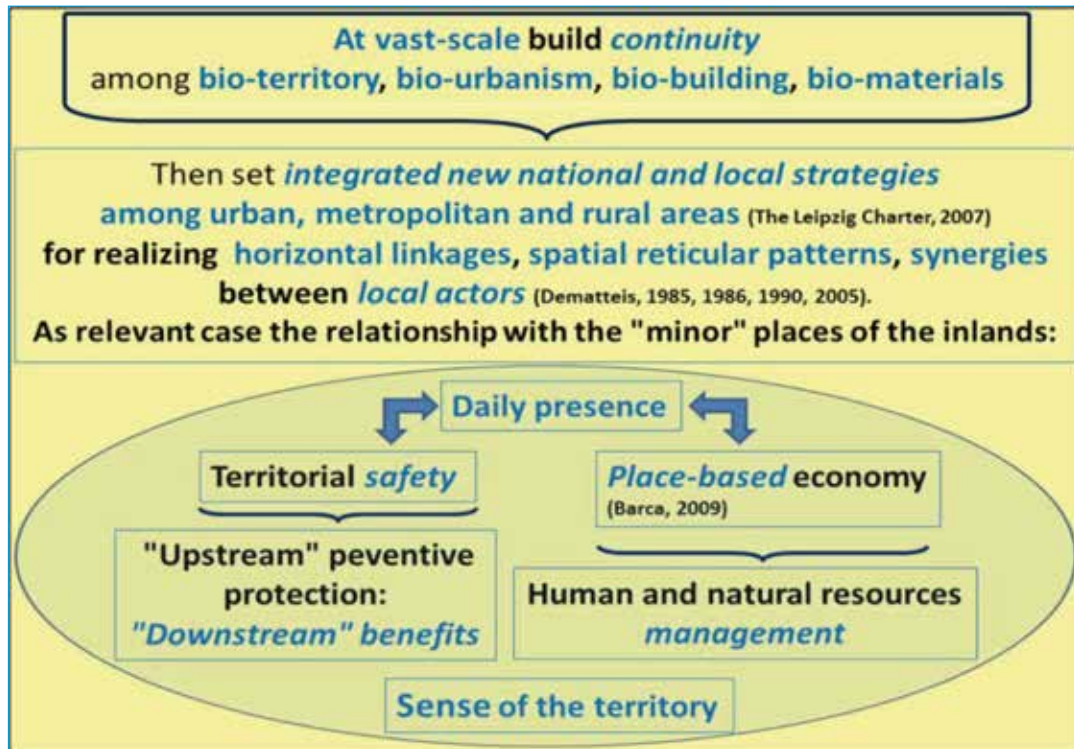 At vast-scale build continuity
among bio-territory, bio-urbanism, bio-building, bio-materials
Then set integrated new national and local strategies
among urban, metropolitan and rural areas (The Leipzig Charter, 2007)
for realizing horizontal linkages, spatial reticular patterns, synergies
between local actors (Dematteis, 1985, 1986, 1990, 2005).
As relevant case the relationship with the "minor" places of the inlands:
Daily presence
Territorial safety
"Upstream" peventive
protection:
"Downstream" benefits
Place-based economy
(Barca, 2009)
Human and natural resources
management
Sense of the territory